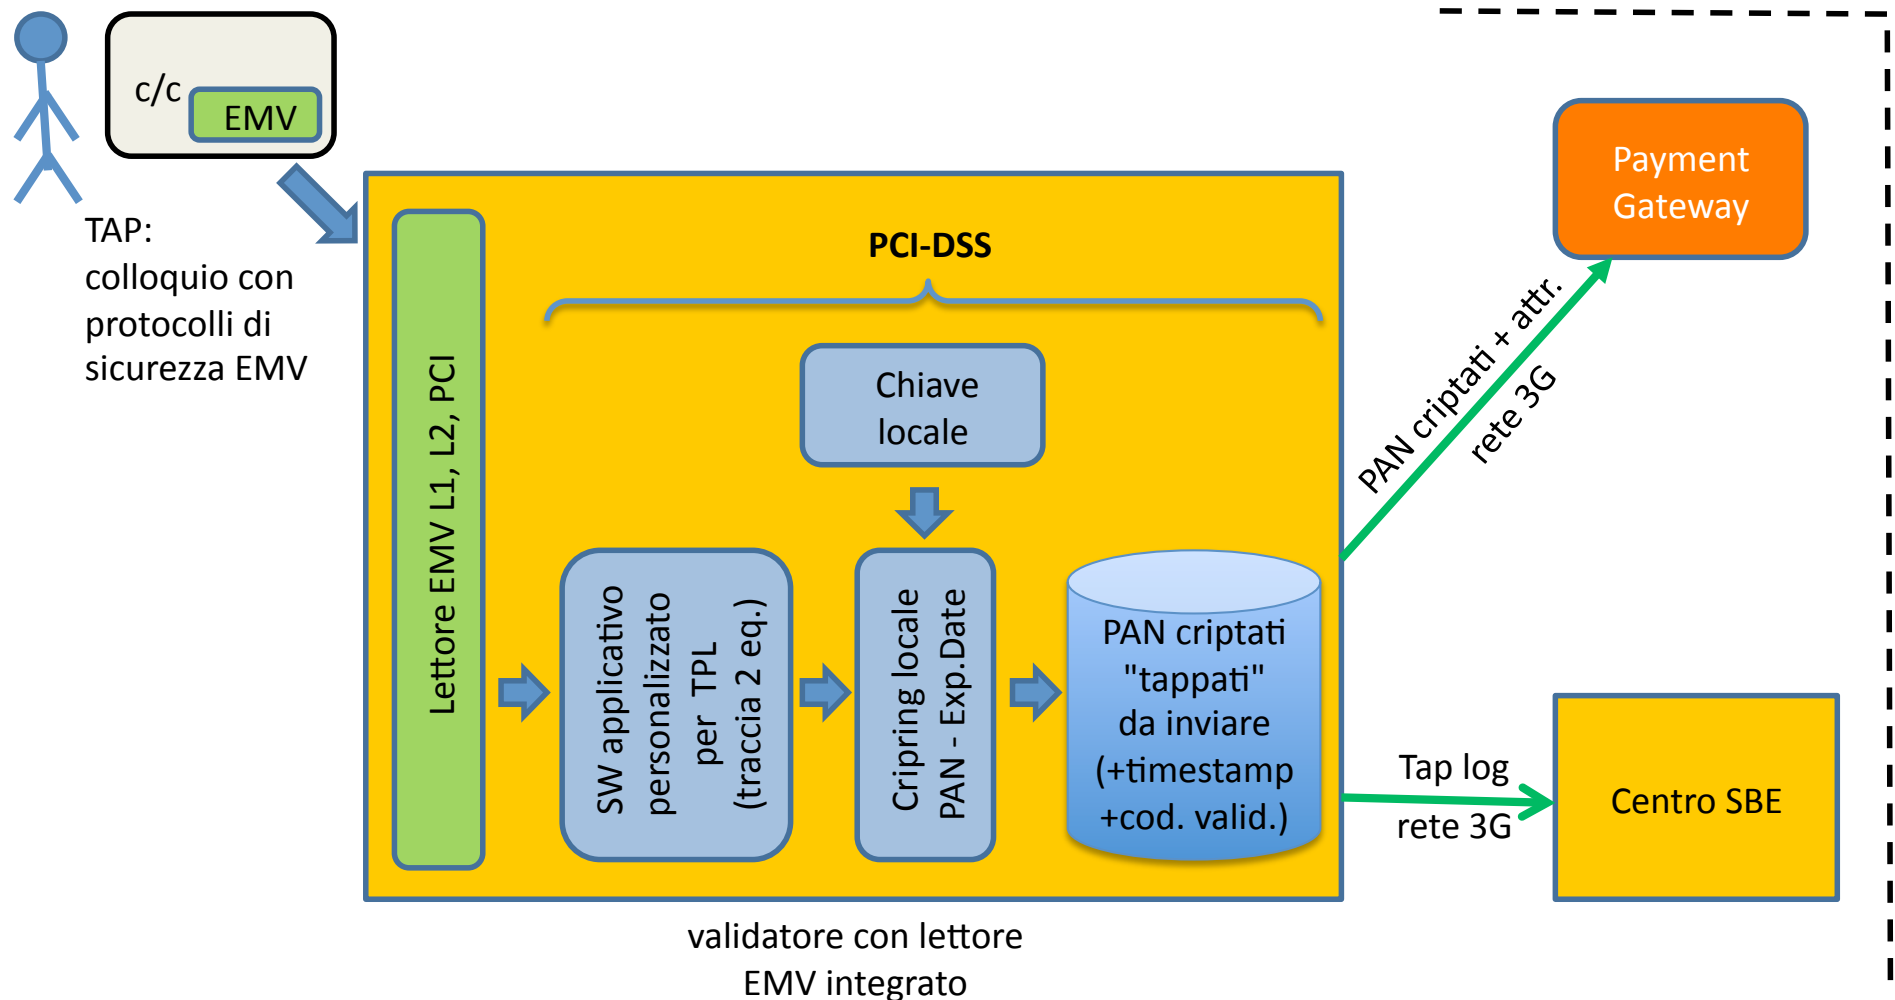 c/c
EMV
TAP:
colloquio con
protocolli di
sicurezza EMV
Lettore EMV L1, L2, PCI
PCI-DSS
Chiave
locale
SW applicativo
personalizzato
per TPL
(traccia 2 eq.)
Cripring locale
PAN - Exp.Date
PAN criptati
"tappati"
da inviare
(+timestamp
+cod. valid.)
validatore con lettore
EMV integrato
PAN criptati + attr.
rete 3G
Payment
Gateway
Tap log
rete 3G
Centro SBE